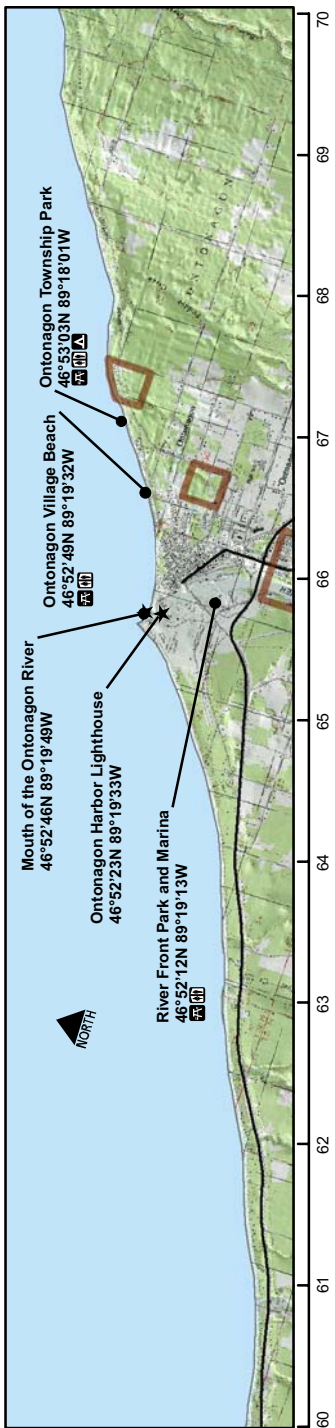 Ontonagon Township Park
46°53'03N 89°18'01W
Ontonagon Village Beach
46°52'49N 89°19'32W
Mouth of the Ontonagon River
46°52'46N 89°19'49W
Ontonagon Harbor Lighthouse
46°52'23N 89°19'33W
River Front Park and Marina
46°52'12N 89°19'13W
NORTH
ONTONAGON
60 61 62 63 64 65 66 67 68 69 70